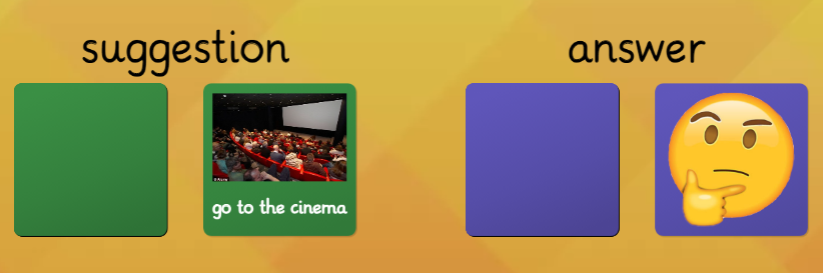 suggestion
answer
go to the cinema